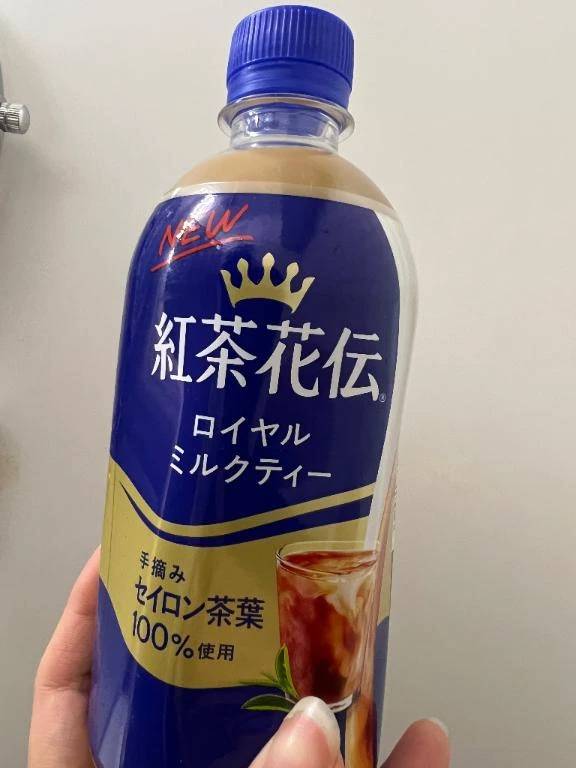 NEW
紅茶花伝®
ロイヤル
ミルクティー
手摘み
セイロン茶葉
100%使用